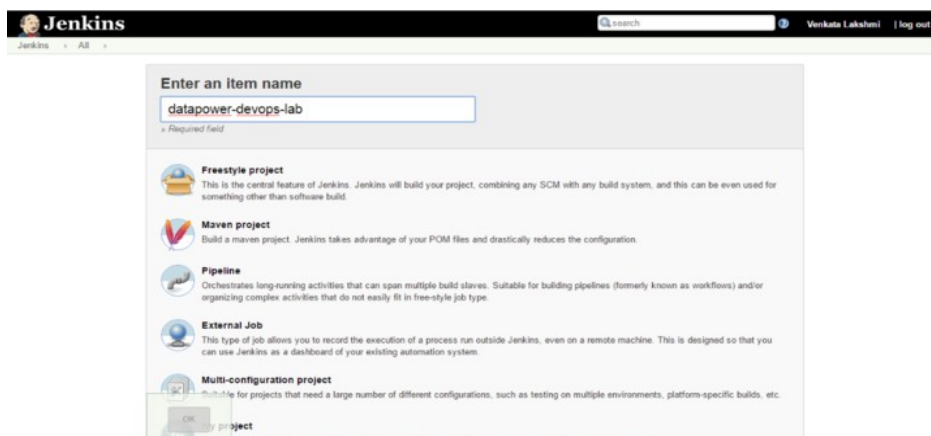 Jenkins
search
Venkata Lakshmi | log out
Jenkins › All ›
Enter an item name
datapower-devops-lab
» Required field
Freestyle project
This is the central feature of Jenkins. Jenkins will build your project, combining any SCM with any build system, and this can be even used for
something other than software build.
Maven project
Build a maven project. Jenkins takes advantage of your POM files and drastically reduces the configuration.
Pipeline
Orchestrates long-running activities that can span multiple build slaves. Suitable for building pipelines (formerly known as workflows) and/or
organizing complex activities that do not easily fit in free-style job type.
External Job
This type of job allows you to record the execution of a process run outside Jenkins, even on a remote machine. This is designed so that you
can use Jenkins as a dashboard of your existing automation system.
Multi-configuration project
Suitable for projects that need a large number of different configurations, such as testing on multiple environments, platform-specific builds, etc.
OK
project